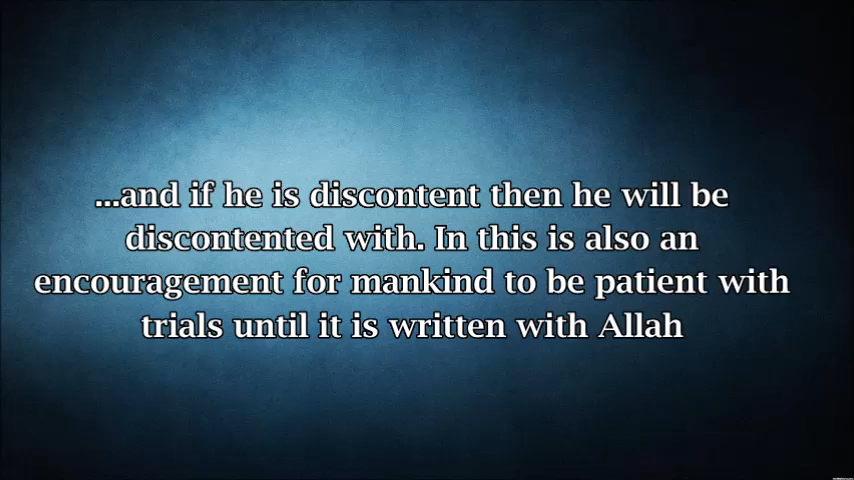 ...and if he is discontent then he will be
discontented with. In this is also an
encouragement for mankind to be patient with
trials until it is written with Allah